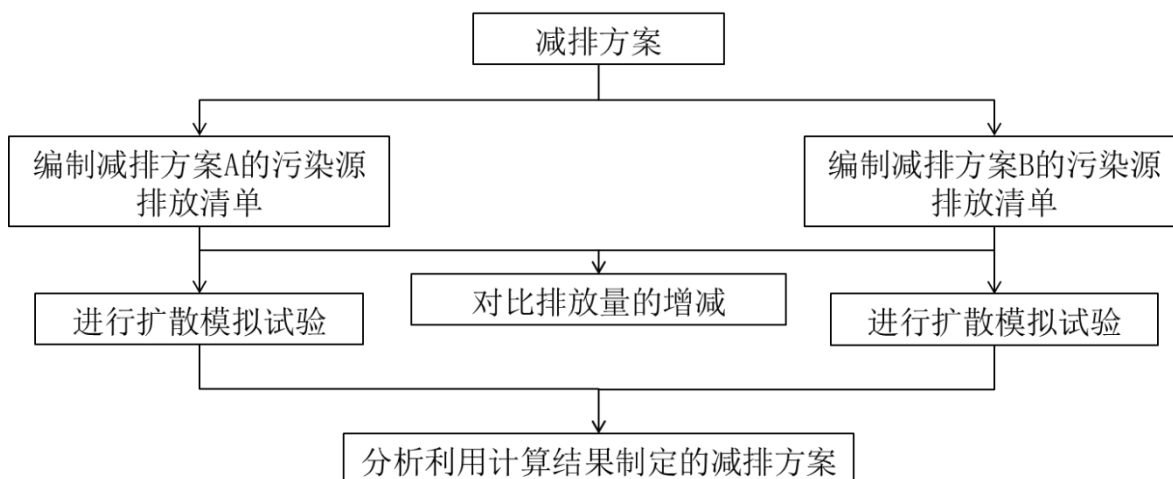 减排方案
编制减排方案A的污染源
排放清单
编制减排方案B的污染源
排放清单
对比排放量的增减
进行扩散模拟试验
进行扩散模拟试验
分析利用计算结果制定的减排方案